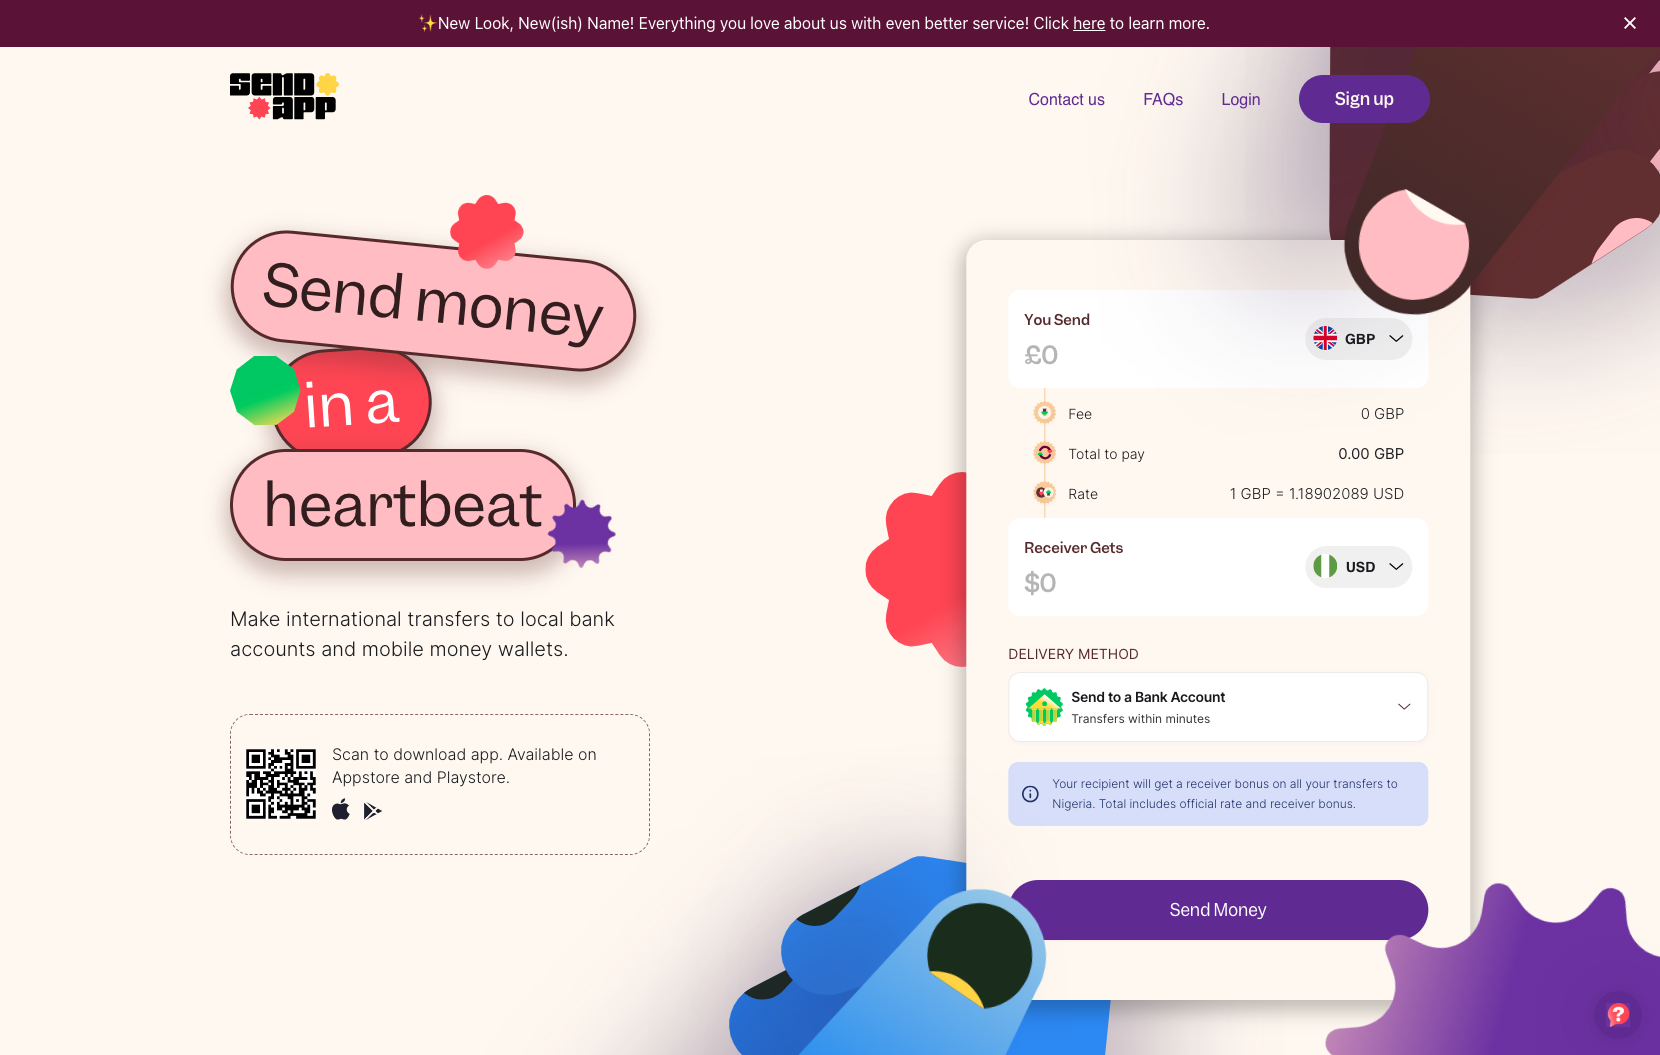 ✨New Look, New(ish) Name! Everything you love about us with even better service! Click here to learn more.
send
app
Contact us
FAQs
Login
Sign up
Send money
in a
heartbeat
Make international transfers to local bank
accounts and mobile money wallets.
Scan to download app. Available on
Appstore and Playstore.
You Send
£0
GBP
Fee
0 GBP
Total to pay
0.00 GBP
Rate
1 GBP = 1.18902089 USD
Receiver Gets
$0
USD
DELIVERY METHOD
Send to a Bank Account
Transfers within minutes
Your recipient will get a receiver bonus on all your transfers to
Nigeria. Total includes official rate and receiver bonus.
Send Money
?